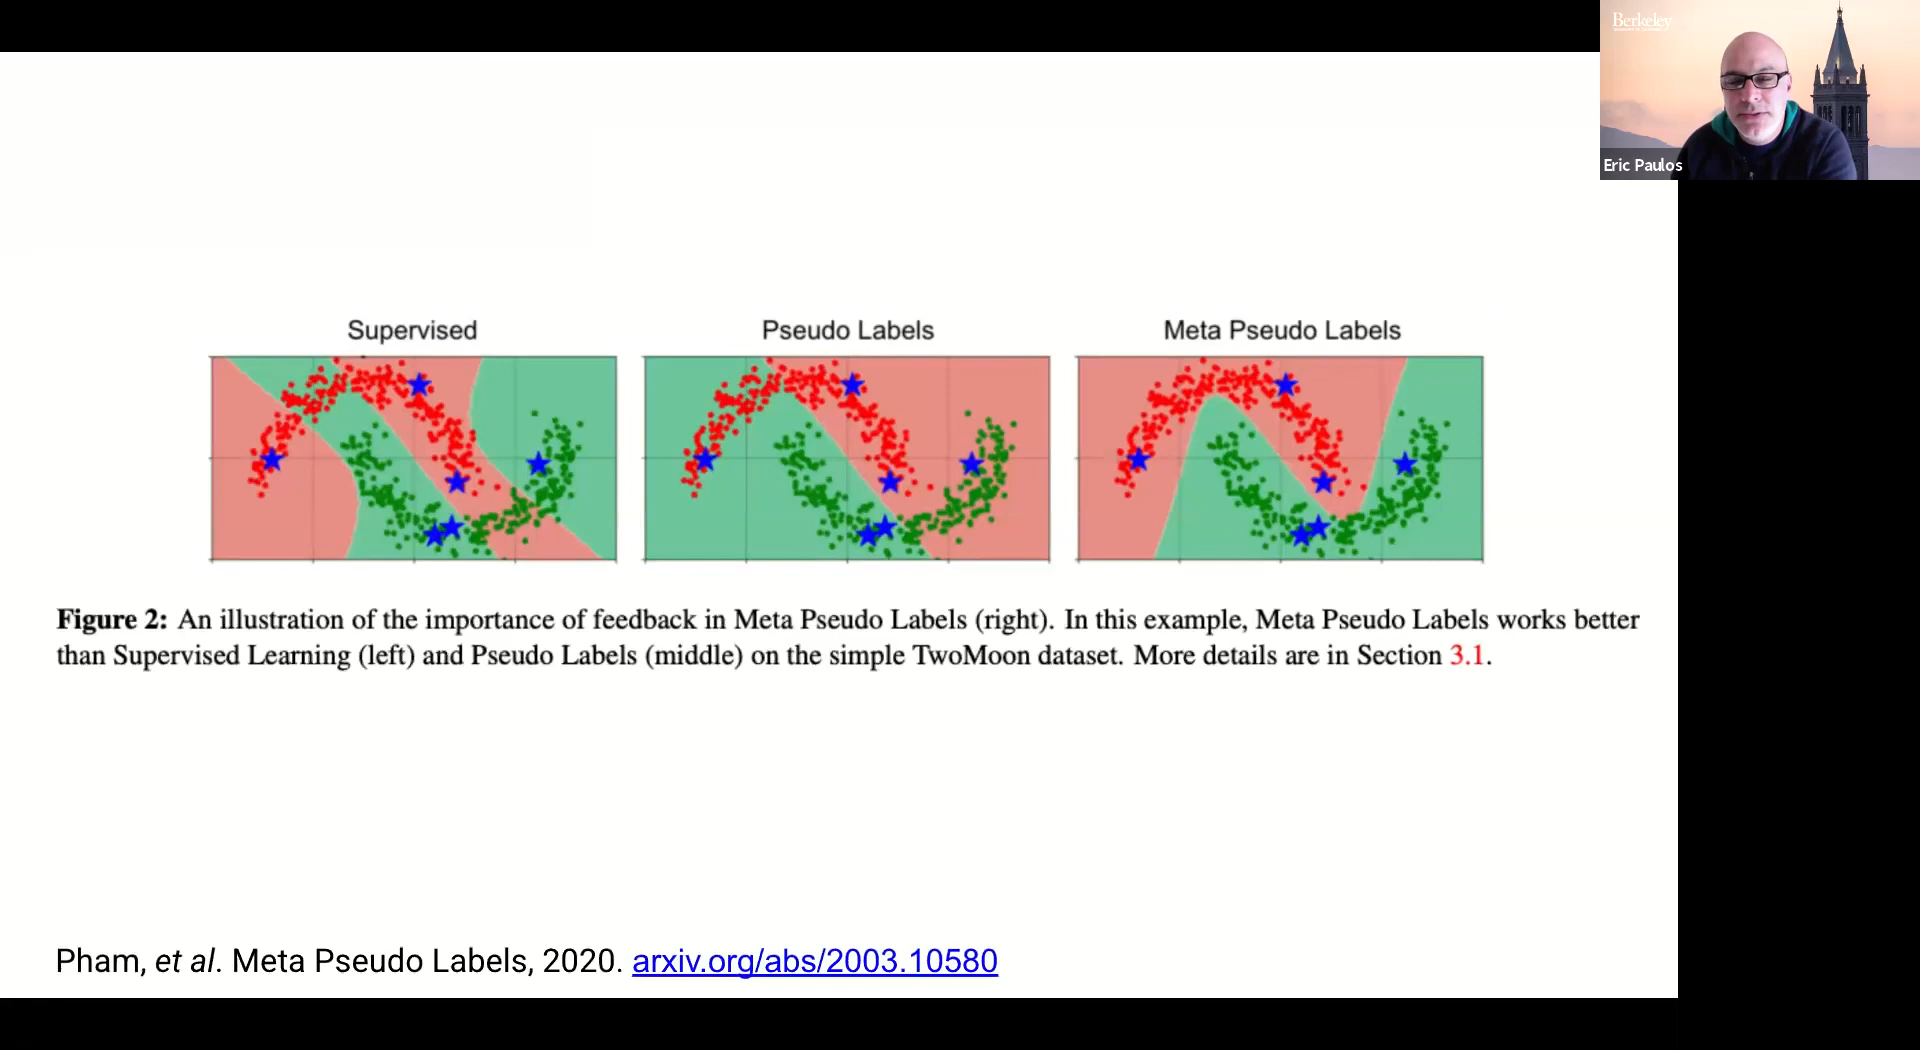 Berkeley
Eric Paulos
Supervised
Pseudo Labels
Meta Pseudo Labels
Figure 2: An illustration of the importance of feedback in Meta Pseudo Labels (right). In this example, Meta Pseudo Labels works better
than Supervised Learning (left) and Pseudo Labels (middle) on the simple TwoMoon dataset. More details are in Section 3.1.
Pham, et al. Meta Pseudo Labels, 2020. arxiv.org/abs/2003.10580